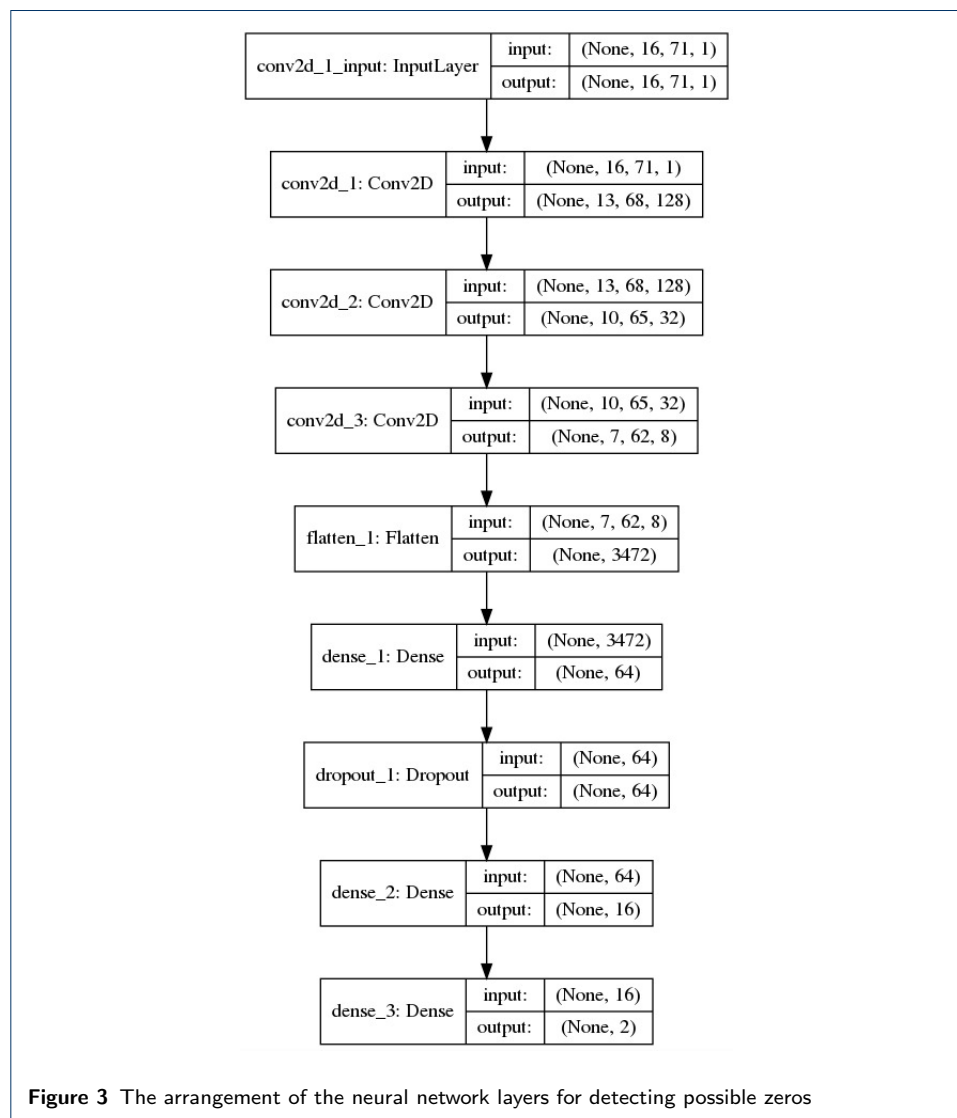 conv2d_1_input: InputLayer
input: (None, 16, 71, 1)
output: (None, 16, 71, 1)
conv2d_1: Conv2D
input: (None, 16, 71, 1)
output: (None, 13, 68, 128)
conv2d_2: Conv2D
input: (None, 13, 68, 128)
output: (None, 10, 65, 32)
conv2d_3: Conv2D
input: (None, 10, 65, 32)
output: (None, 7, 62, 8)
flatten_1: Flatten
input: (None, 7, 62, 8)
output: (None, 3472)
dense_1: Dense
input: (None, 3472)
output: (None, 64)
dropout_1: Dropout
input: (None, 64)
output: (None, 64)
dense_2: Dense
input: (None, 64)
output: (None, 16)
dense_3: Dense
input: (None, 16)
output: (None, 2)
Figure 3 The arrangement of the neural network layers for detecting possible zeros